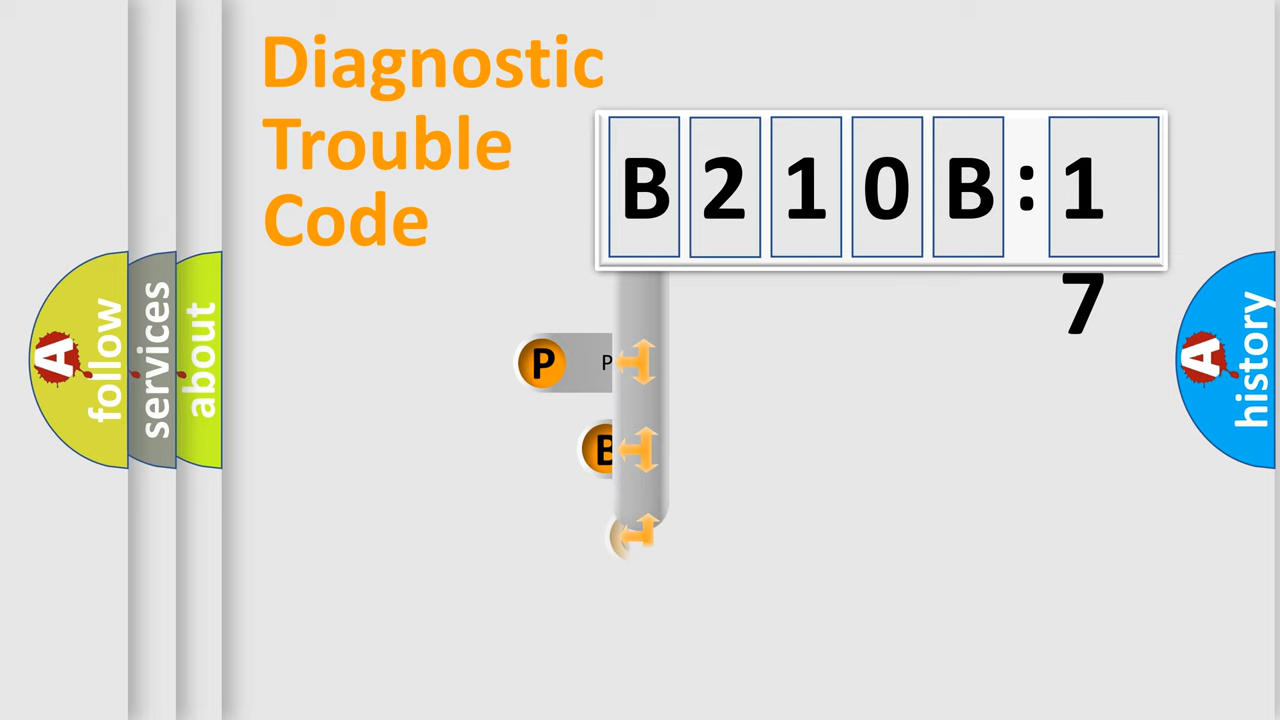 Diagnostic
Trouble
Code
B210B:1
7
P
P
B
A
follow
services
about
A
history